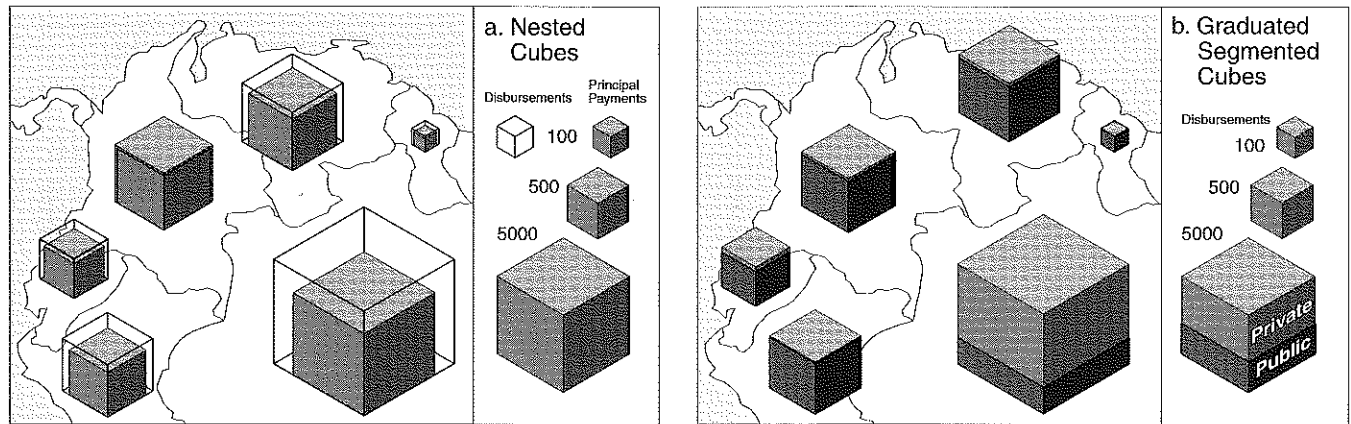 a. Nested
Cubes
Disbursements
Principal
Payments
100
500
5000
b. Graduated
Segmented
Cubes
Disbursements
100
500
5000
Private
Public